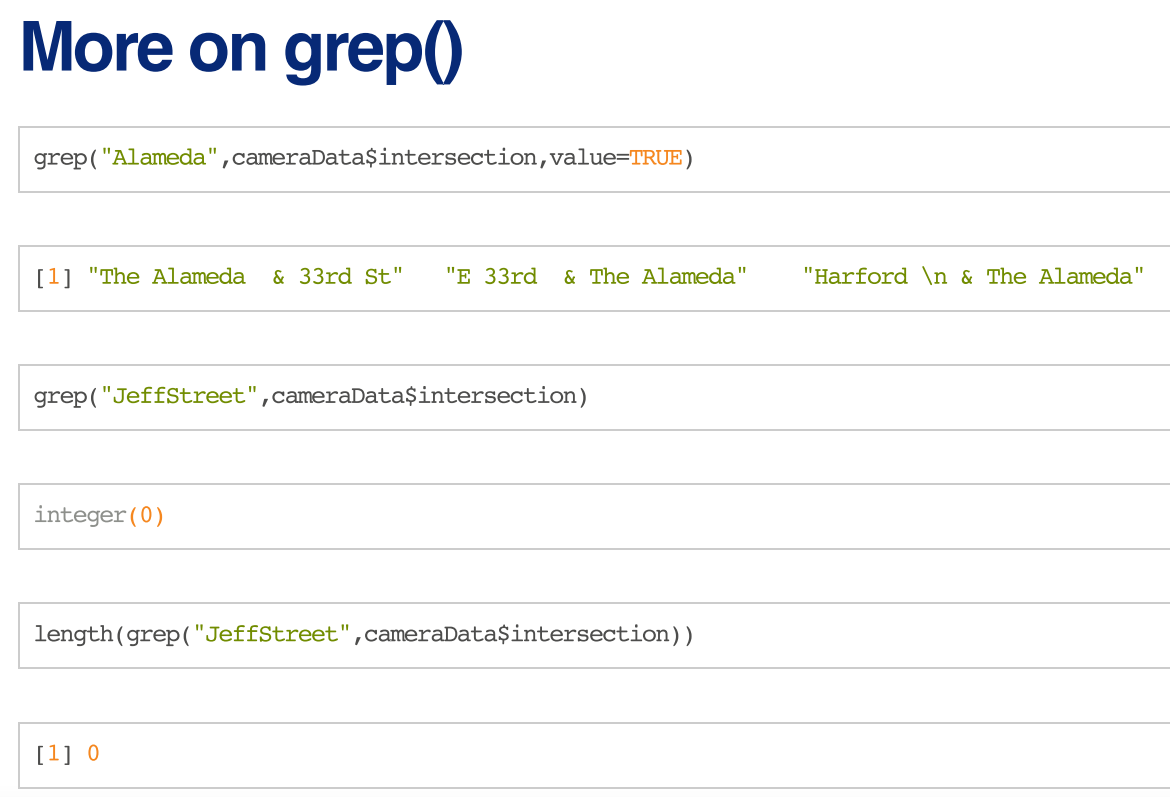 More on grep()
grep("Alameda",cameraData$intersection,value=TRUE)
[1] "The Alameda  & 33rd St"   "E 33rd  & The Alameda"    "Harford \n & The Alameda"
grep("JeffStreet",cameraData$intersection)
integer(0)
length(grep("JeffStreet",cameraData$intersection))
[1] 0